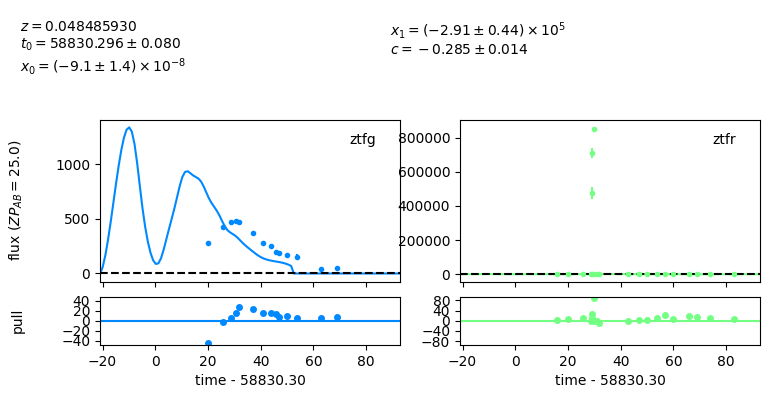 z = 0.048485930
t₀ = 58830.296 ± 0.080
x₀ = (−9.1 ± 1.4) × 10⁻⁸
x₁ = (−2.91 ± 0.44) × 10⁵
c = −0.285 ± 0.014
flux (ZP_AB = 25.0)
ztfg
1000
500
0
ztfr
800000
600000
400000
200000
0
pull
40
20
0
−20
−40
−20 0 20 40 60 80
time - 58830.30
80
40
0
−40
−80
−20 0 20 40 60 80
time - 58830.30